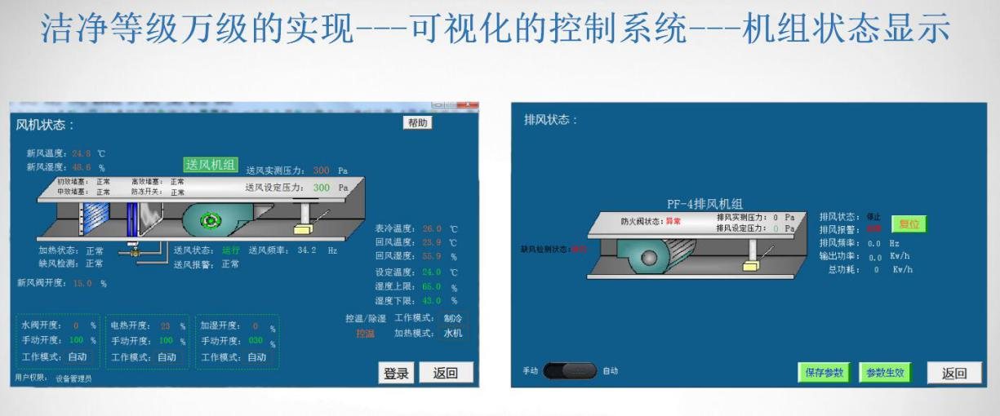 洁净等级万级的实现---可视化的控制系统---机组状态显示
风机状态：
帮助
新风温度：24.8 ℃
新风湿度：48.6 %
送风机组
送风实测压力：300 Pa
送风设定压力：300 Pa
初效堵塞：正常 高效堵塞：正常
中效堵塞：正常 防冻开关：正常
加热状态：正常
缺风检测：正常
送风状态：运行 送风频率：34.2 Hz
送风报警：正常
新风阀开度：15.0 %
表冷温度：26.0 ℃
回风温度：23.9 ℃
回风湿度：55.9 %
设定温度：24.0 ℃
湿度上限：65.0 %
湿度下限：43.0 %
控温/除湿 工作模式：制冷
控温 加热模式：水机
水阀开度：0 %
手动开度：100 %
工作模式：自动
电热开度：23 %
手动开度：100 %
工作模式：自动
加湿开度：0 %
手动开度：030 %
工作模式：自动
用户权限：设备管理员
登录
返回
排风状态：
PF-4排风机组
防火阀状态：异常
排风实测压力：0 Pa
排风设定压力：0 Pa
缺风检测状态：
排风状态：停止
排风报警：
复位
排风频率：0.0 Hz
输出功率：0.0 Kw/h
总功耗：0 Kw/h
手动
自动
保存参数
参数生效
返回